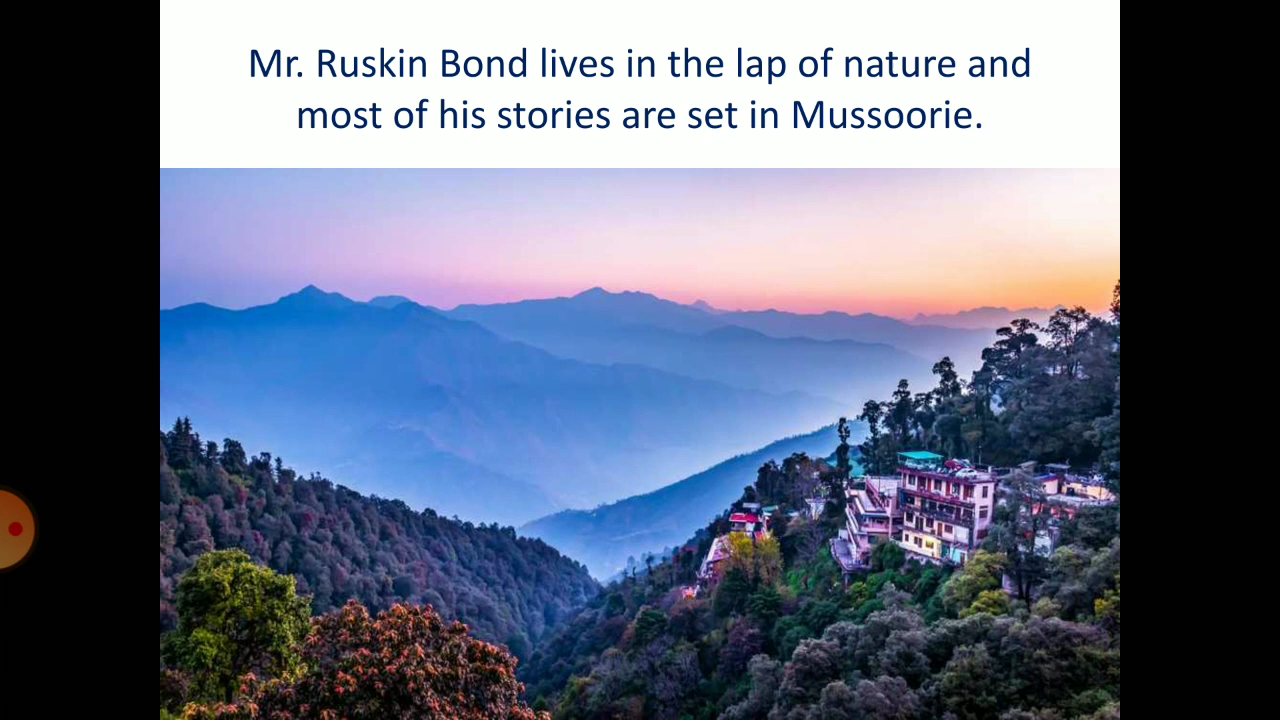 Mr. Ruskin Bond lives in the lap of nature and
most of his stories are set in Mussoorie.